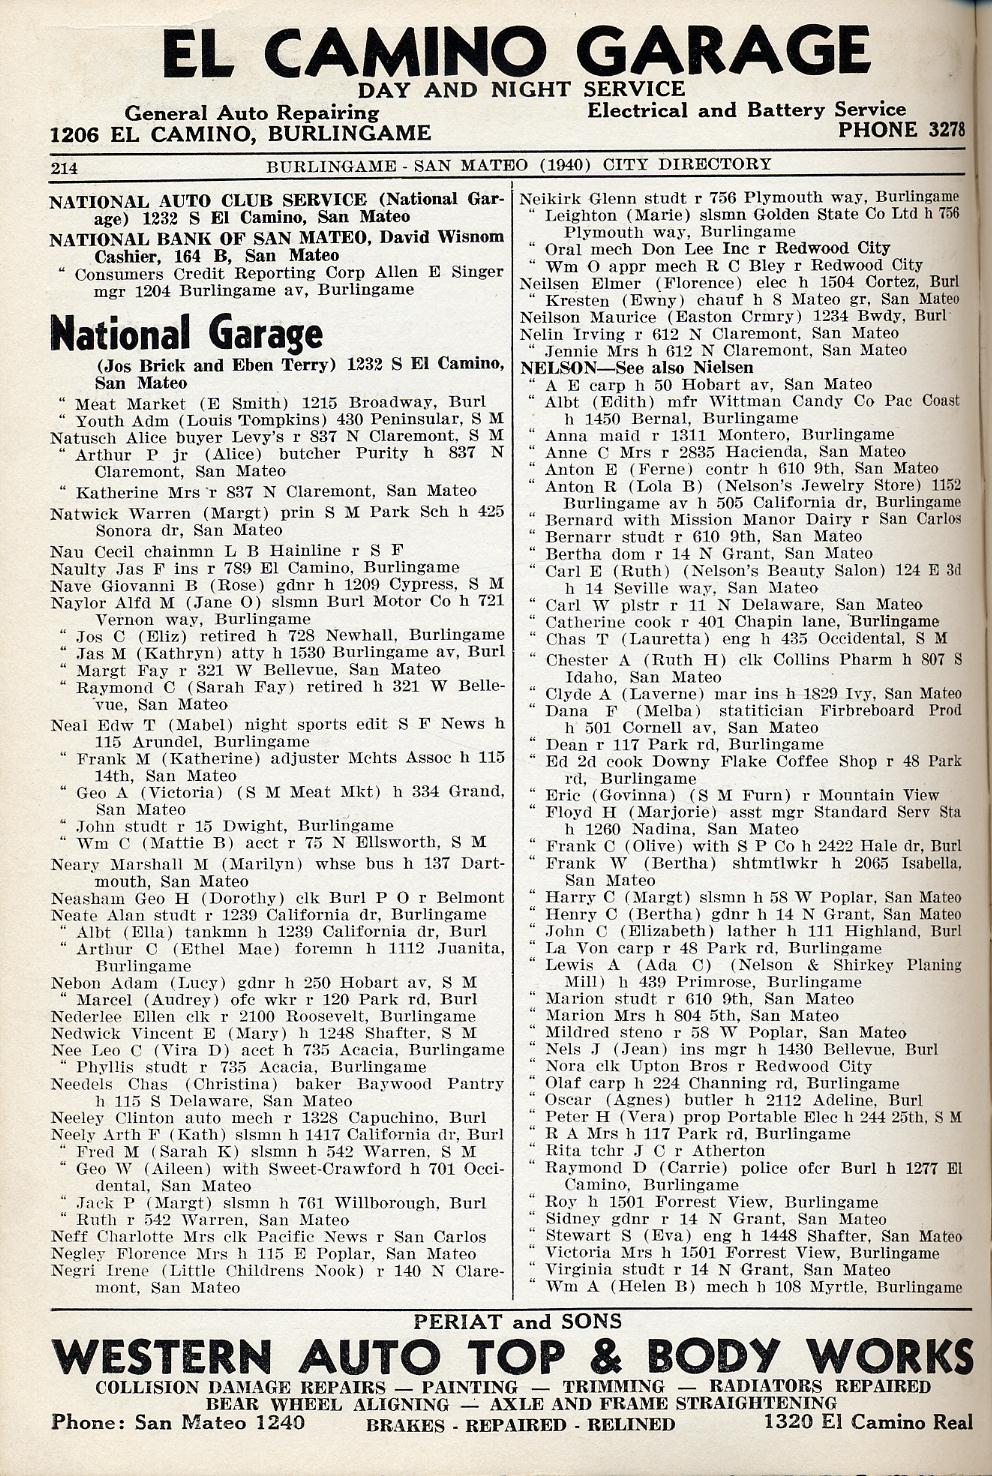 EL CAMINO GARAGE
DAY AND NIGHT SERVICE
General Auto Repairing
Electrical and Battery Service
1206 EL CAMINO, BURLINGAME
PHONE 3278
214
BURLINGAME - SAN MATEO (1940) CITY DIRECTORY
NATIONAL AUTO CLUB SERVICE (National Gar-
age) 1232 S El Camino, San Mateo
NATIONAL BANK OF SAN MATEO, David Wisnom
Cashier, 164 B, San Mateo
“ Consumers Credit Reporting Corp Allen E Singer
mgr 1204 Burlingame av, Burlingame
National Garage
(Jos Brick and Eben Terry) 1232 S El Camino,
San Mateo
“ Meat Market (E Smith) 1215 Broadway, Burl
“ Youth Adm (Louis Tompkins) 430 Peninsular, S M
Natusch Alice buyer Levy's r 837 N Claremont, S M
“ Arthur P jr (Alice) butcher Purity h 837 N
Claremont, San Mateo
“ Katherine Mrs r 837 N Claremont, San Mateo
Natwick Warren (Margt) prin S M Park Sch h 425
Sonora dr, San Mateo
Nau Cecil chainmn L B Hainline r S F
Naulty Jas F ins r 789 El Camino, Burlingame
Nave Giovanni B (Rose) gdnr h 1209 Cypress, S M
Naylor Alfd M (Jane O) slsmn Burl Motor Co h 721
Vernon way, Burlingame
“ Jos C (Eliz) retired h 728 Newhall, Burlingame
“ Jas M (Kathryn) atty h 1530 Burlingame av, Burl
“ Margt Fay r 321 W Bellevue, San Mateo
“ Raymond C (Sarah Fay) retired h 321 W Belle-
vue, San Mateo
Neal Edw T (Mabel) night sports edit S F News h
115 Arundel, Burlingame
“ Frank M (Katherine) adjuster Mchts Assoc h 115
14th, San Mateo
“ Geo A (Victoria) (S M Meat Mkt) h 334 Grand,
San Mateo
“ John studt r 15 Dwight, Burlingame
“ Wm C (Mattie B) acct r 75 N Ellsworth, S M
Neary Marshall M (Marilyn) whse bus h 137 Dart-
mouth, San Mateo
Neasham Geo H (Dorothy) clk Burl P O r Belmont
Neate Alan studt r 1239 California dr, Burlingame
“ Albt (Ella) tankmn h 1239 California dr, Burl
“ Arthur C (Ethel Mae) foremn h 1112 Juanita,
Burlingame
Nebon Adam (Lucy) gdnr h 250 Hobart av, S M
“ Marcel (Audrey) ofc wkr r 120 Park rd, Burl
Nederlee Ellen clk r 2100 Roosevelt, Burlingame
Nedwick Vincent E (Mary) h 1248 Shafter, S M
Nee Leo C (Vira D) acct h 735 Acacia, Burlingame
“ Phyllis studt r 735 Acacia, Burlingame
Needels Chas (Christina) baker Baywood Pantry
h 115 S Delaware, San Mateo
Neeley Clinton auto mech r 1328 Capuchino, Burl
Neely Arth F (Kath) slsmn h 1417 California dr, Burl
“ Fred M (Sarah K) slsmn h 542 Warren, S M
“ Geo W (Aileen) with Sweet-Crawford h 701 Occi-
dental, San Mateo
“ Jack P (Margt) slsmn h 761 Willborough, Burl
“ Ruth r 542 Warren, San Mateo
Neff Charlotte Mrs clk Pacific News r San Carlos
Negley Florence Mrs h 115 E Poplar, San Mateo
Negri Irene (Little Childrens Nook) r 140 N Clare-
mont, San Mateo
Neikirk Glenn studt r 756 Plymouth way, Burlingame
“ Leighton (Marie) slsmn Golden State Co Ltd h 756
Plymouth way, Burlingame
“ Oral mech Don Lee Inc r Redwood City
“ Wm O appr mech R C Bley r Redwood City
Neilsen Elmer (Florence) elec h 1504 Cortez, Burl
“ Kresten (Ewny) chauf h 8 Mateo gr, San Mateo
Neilson Maurice (Easton Crmry) 1234 Bwdy, Burl
Nelin Irving r 612 N Claremont, San Mateo
“ Jennie Mrs h 612 N Claremont, San Mateo
NELSON—See also Nielsen
“ A E carp h 50 Hobart av, San Mateo
“ Albt (Edith) mfr Wittman Candy Co Pac Coast
h 1450 Bernal, Burlingame
“ Anna maid r 1311 Montero, Burlingame
“ Anne C Mrs r 2835 Hacienda, San Mateo
“ Anton E (Ferne) contr h 610 9th, San Mateo
“ Anton R (Lola B) (Nelson's Jewelry Store) 1152
Burlingame av h 505 California dr, Burlingame
“ Bernard with Mission Manor Dairy r San Carlos
“ Bernarr studt r 610 9th, San Mateo
“ Bertha dom r 14 N Grant, San Mateo
“ Carl E (Ruth) (Nelson's Beauty Salon) 124 E 3d
h 14 Seville way, San Mateo
“ Carl W plstr r 11 N Delaware, San Mateo
“ Catherine cook r 401 Chapin lane, Burlingame
“ Chas T (Lauretta) eng h 435 Occidental, S M
“ Chester A (Ruth H) clk Collins Pharm h 807 S
Idaho, San Mateo
“ Clyde A (Laverne) mar ins h 1829 Ivy, San Mateo
“ Dana F (Melba) statitician Firbreboard Prod
h 501 Cornell av, San Mateo
“ Dean r 117 Park rd, Burlingame
“ Ed 2d cook Downy Flake Coffee Shop r 48 Park
rd, Burlingame
“ Eric (Govinna) (S M Furn) r Mountain View
“ Floyd H (Marjorie) asst mgr Standard Serv Sta
h 1260 Nadina, San Mateo
“ Frank C (Olive) with S P Co h 2422 Hale dr, Burl
“ Frank W (Bertha) shtmtlwkr h 2065 Isabella,
San Mateo
“ Harry C (Margt) slsmn h 58 W Poplar, San Mateo
“ Henry C (Bertha) gdnr h 14 N Grant, San Mateo
“ John C (Elizabeth) lather h 111 Highland, Burl
“ La Von carp r 48 Park rd, Burlingame
“ Lewis A (Ada C) (Nelson & Shirkey Planing
Mill) h 439 Primrose, Burlingame
“ Marion studt r 610 9th, San Mateo
“ Marion Mrs h 804 5th, San Mateo
“ Mildred steno r 58 W Poplar, San Mateo
“ Nels J (Jean) ins mgr h 1430 Bellevue, Burl
“ Nora clk Upton Bros r Redwood City
“ Olaf carp h 224 Channing rd, Burlingame
“ Oscar (Agnes) butler h 2112 Adeline, Burl
“ Peter H (Vera) prop Portable Elec h 244 25th, S M
“ R A Mrs h 117 Park rd, Burlingame
“ Rita tchr J C r Atherton
“ Raymond D (Carrie) police ofcr Burl h 1277 El
Camino, Burlingame
“ Roy h 1501 Forrest View, Burlingame
“ Sidney gdnr r 14 N Grant, San Mateo
“ Stewart S (Eva) eng h 1448 Shafter, San Mateo
“ Victoria Mrs h 1501 Forrest View, Burlingame
“ Virginia studt r 14 N Grant, San Mateo
“ Wm A (Helen B) mech h 108 Myrtle, Burlingame
PERIAT and SONS
WESTERN AUTO TOP & BODY WORKS
COLLISION DAMAGE REPAIRS — PAINTING — TRIMMING — RADIATORS REPAIRED
BEAR WHEEL ALIGNING — AXLE AND FRAME STRAIGHTENING
Phone: San Mateo 1240
BRAKES - REPAIRED - RELINED
1320 El Camino Real